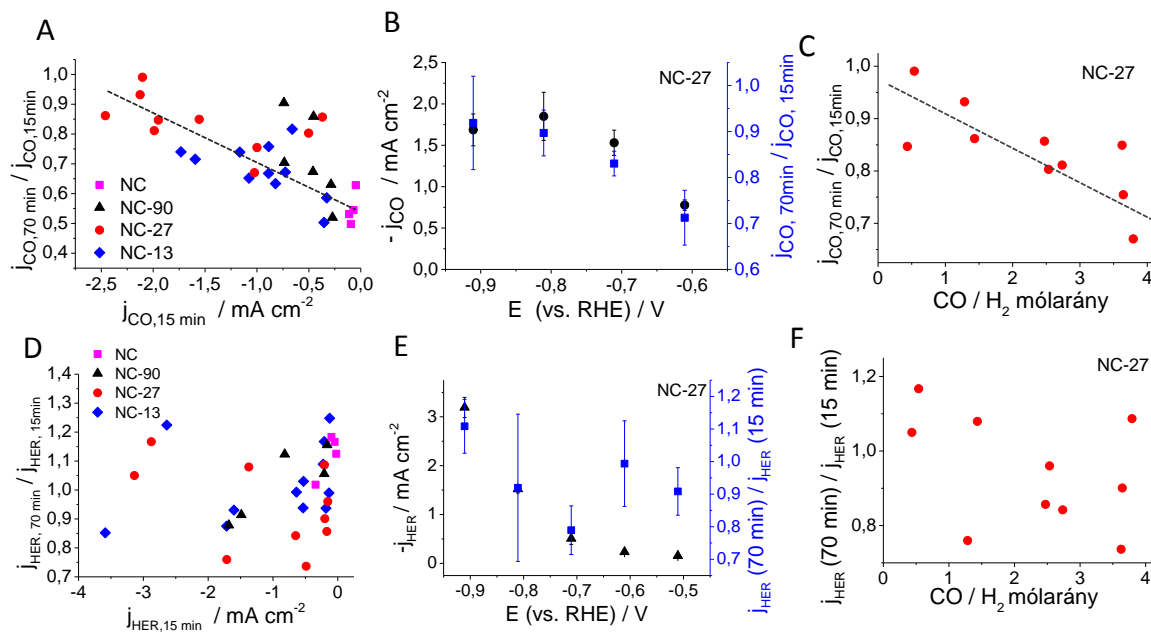 A
j CO,70 min / j CO,15min
1,0
0,9
0,8
0,7
0,6
0,5
0,4
NC
NC-90
NC-27
NC-13
-2,5 -2,0 -1,5 -1,0 -0,5 0,0
j CO,15 min / mA cm-2
B
NC-27
- jCO / mA cm-2
2,5
2,0
1,5
1,0
0,5
0,0
-0,9 -0,8 -0,7 -0,6
E (vs. RHE) / V
1,0
0,9
0,8
0,7
0,6
jCO, 70min / jCO, 15min
C
NC-27
j CO,70 min / j CO,15min
1,0
0,9
0,8
0,7
0,6
0 1 2 3 4
CO / H2 mólarány
D
j HER, 70 min / j HER, 15min
1,4
1,3
1,2
1,1
1,0
0,9
0,8
0,7
NC
NC-90
NC-27
NC-13
-4 -3 -2 -1 0
j HER,15 min / mA cm-2
E
NC-27
-jHER / mA cm-2
3
2
1
0
-0,9 -0,8 -0,7 -0,6 -0,5
E (vs. RHE) / V
1,2
1,1
1,0
0,9
0,8
0,7
jHER (70 min) / jHER (15 min)
F
NC-27
jHER (70 min) / jHER (15 min)
1,2
1,0
0,8
0 2 4
CO / H2 mólarány